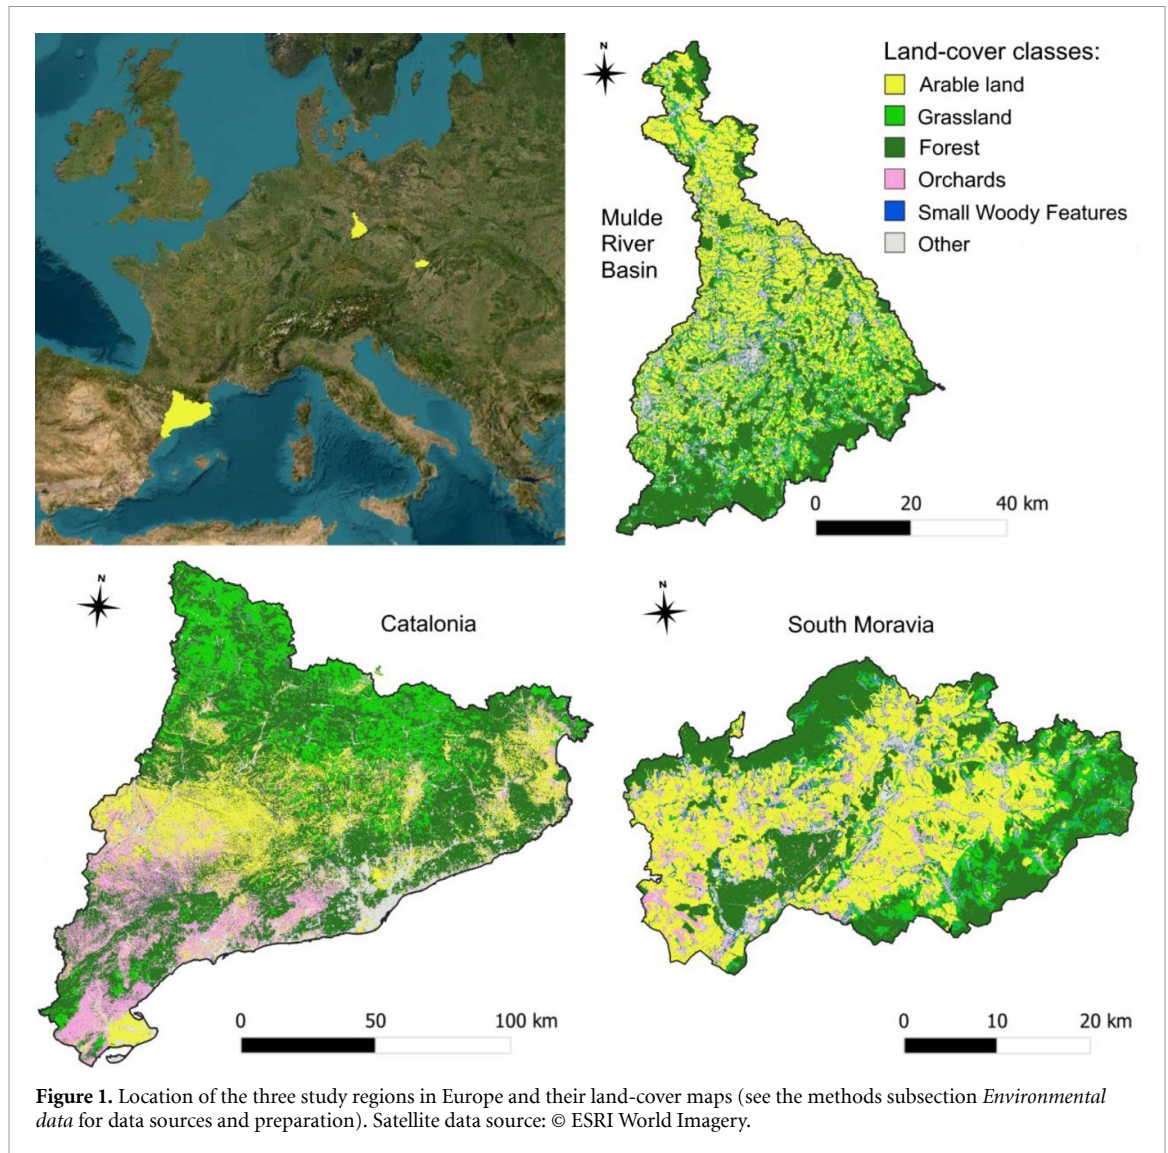 N
Land-cover classes:
Arable land
Grassland
Forest
Orchards
Small Woody Features
Other
Mulde
River
Basin
0 20 40 km
N
Catalonia
0 50 100 km
N
South Moravia
0 10 20 km
Figure 1. Location of the three study regions in Europe and their land-cover maps (see the methods subsection Environmental
data for data sources and preparation). Satellite data source: © ESRI World Imagery.